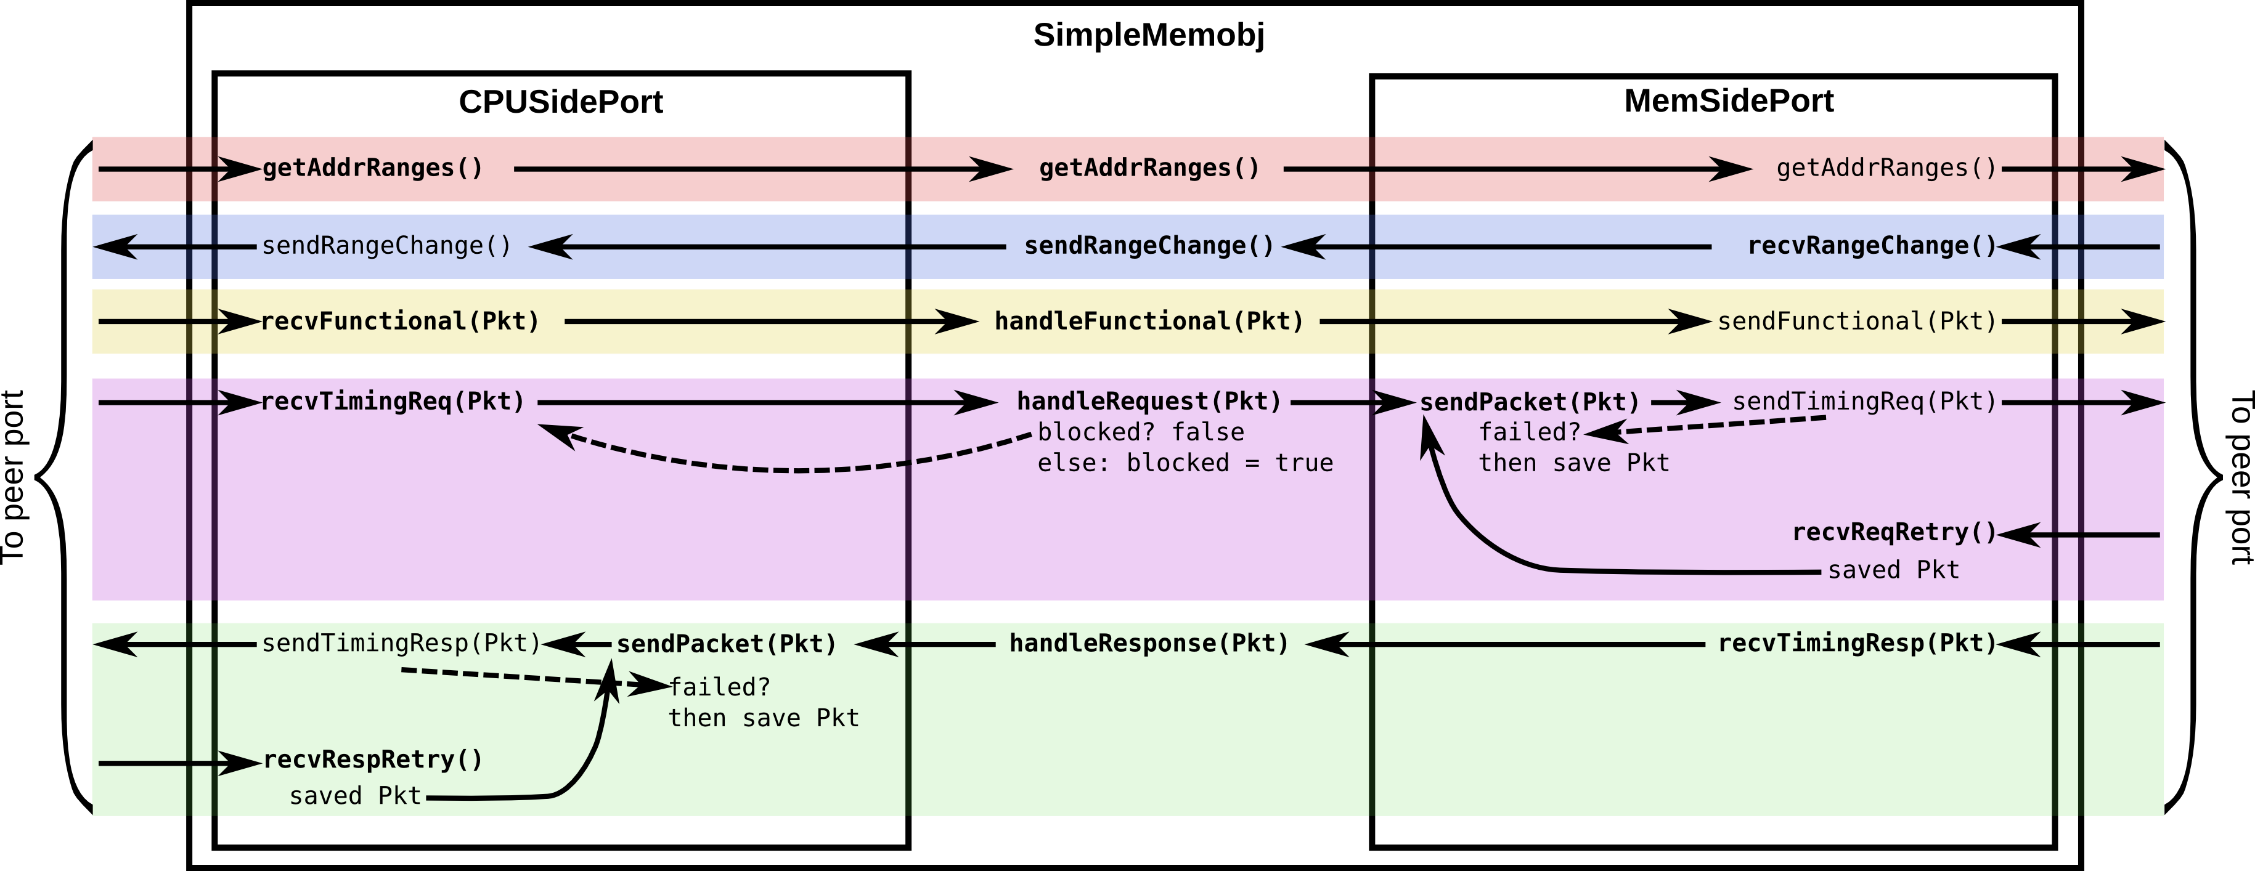 SimpleMemobj
CPUSidePort
MemSidePort
getAddrRanges() getAddrRanges() getAddrRanges()
sendRangeChange() sendRangeChange() recvRangeChange()
recvFunctional(Pkt) handleFunctional(Pkt) sendFunctional(Pkt)
recvTimingReq(Pkt) handleRequest(Pkt) sendPacket(Pkt) sendTimingReq(Pkt)
blocked? false failed?
else: blocked = true then save Pkt
recvReqRetry()
saved Pkt
sendTimingResp(Pkt) sendPacket(Pkt) handleResponse(Pkt) recvTimingResp(Pkt)
failed?
then save Pkt
recvRespRetry()
saved Pkt
To peer port
To peer port